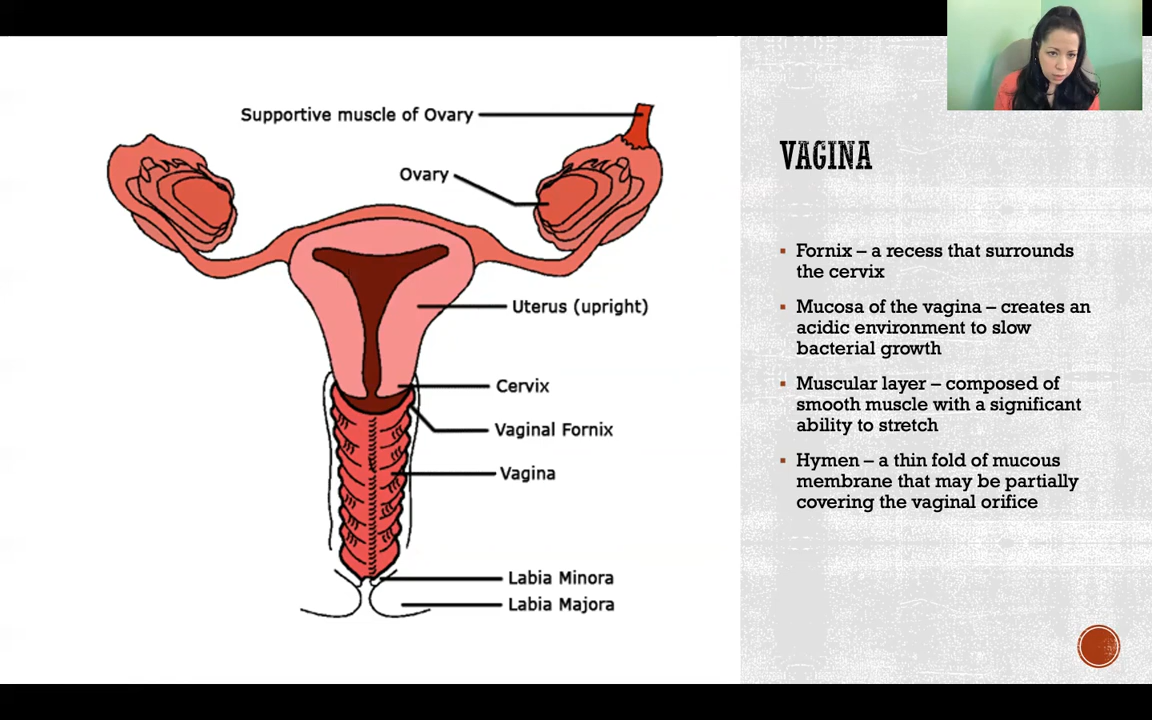 Supportive muscle of Ovary
Ovary
Uterus (upright)
Cervix
Vaginal Fornix
Vagina
Labia Minora
Labia Majora
VAGINA
▪ Fornix – a recess that surrounds
the cervix
▪ Mucosa of the vagina – creates an
acidic environment to slow
bacterial growth
▪ Muscular layer – composed of
smooth muscle with a significant
ability to stretch
▪ Hymen – a thin fold of mucous
membrane that may be partially
covering the vaginal orifice